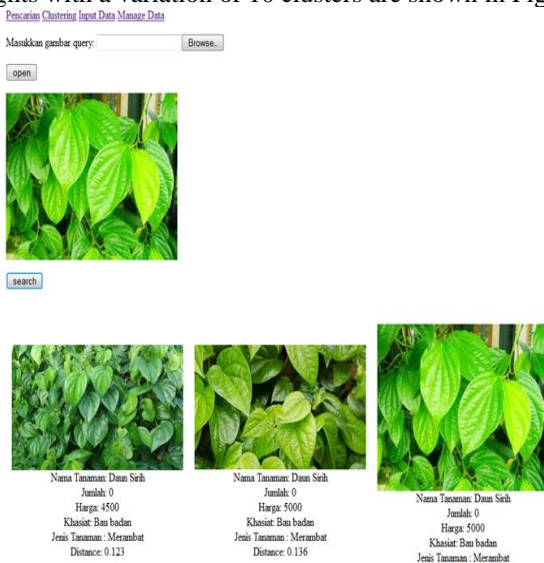 ghts with a variation of 10 clusters are shown in Fig
Pencarian Clustering Input Data Manage Data
Masukkan gambar query: Browse..
open
search
Nama Tanaman: Daun Sirih
Jumlah: 0
Harga: 4500
Khasiat: Bau badan
Jenis Tanaman : Merambat
Distance: 0.123
Nama Tanaman: Daun Sirih
Jumlah: 0
Harga: 5000
Khasiat: Bau badan
Jenis Tanaman : Merambat
Distance: 0.136
Nama Tanaman: Daun Sirih
Jumlah: 0
Harga: 5000
Khasiat: Bau badan
Jenis Tanaman : Merambat